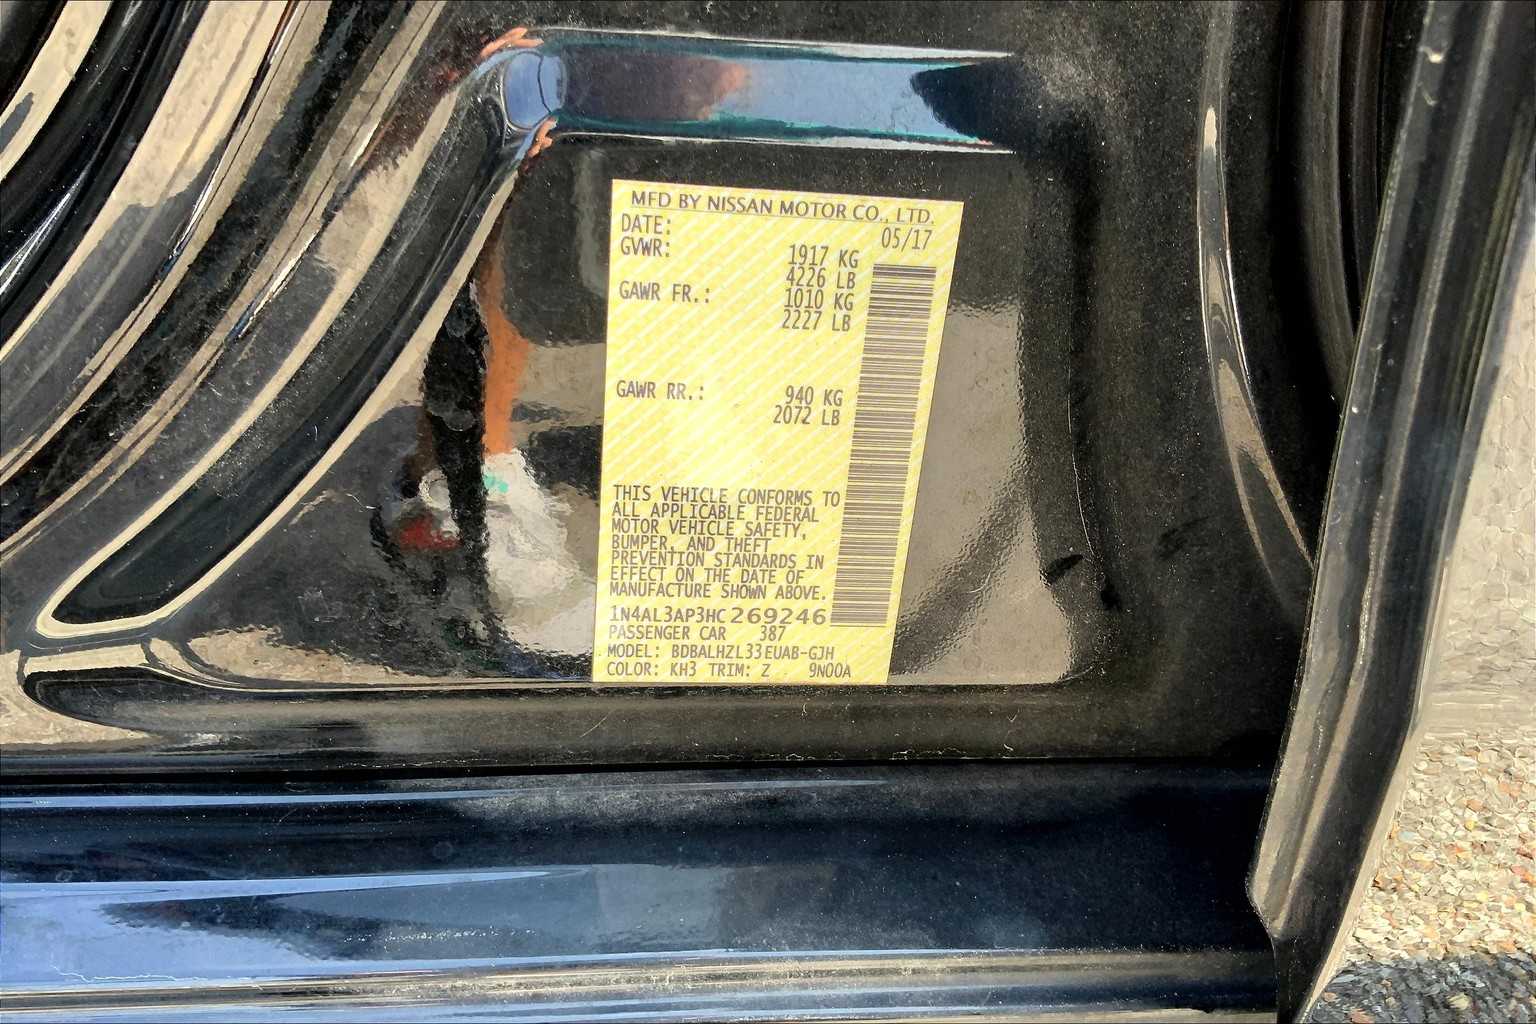 MFD BY NISSAN MOTOR CO., LTD.
DATE: 05/17
GVWR: 1917 KG
4226 LB
GAWR FR.: 1010 KG
2227 LB
GAWR RR.: 940 KG
2072 LB
THIS VEHICLE CONFORMS TO
ALL APPLICABLE FEDERAL
MOTOR VEHICLE SAFETY,
BUMPER, AND THEFT
PREVENTION STANDARDS IN
EFFECT ON THE DATE OF
MANUFACTURE SHOWN ABOVE.
1N4AL3AP3HC269246
PASSENGER CAR 387
MODEL: BDBALHZL33EUAB-GJH
COLOR: KH3 TRIM: Z 9N00A